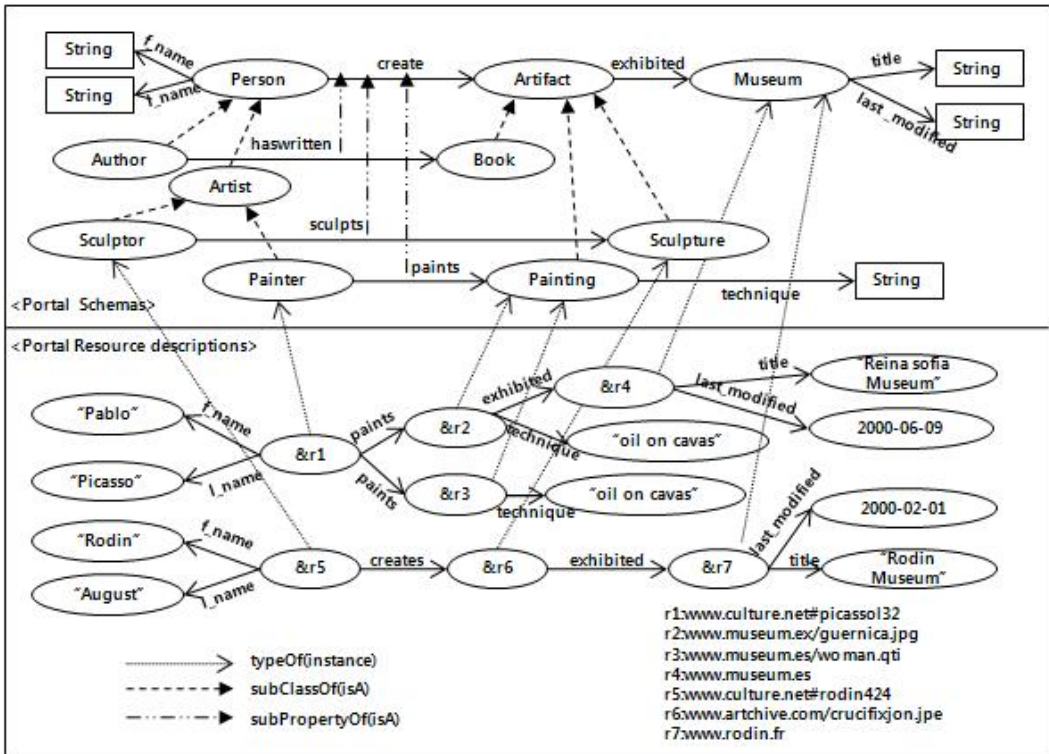 String
f_name
String
l_name
Person
create
Artifact
exhibited
Museum
title
String
last_modified
String
Author
haswritten
Book
Artist
Sculptor
sculpts
Sculpture
Painter
paints
Painting
technique
String
<Portal Schemas>
<Portal Resource descriptions>
"Pablo"
f_name
"Picasso"
l_name
&r1
paints
paints
&r2
exhibited
&r4
title
"Reina sofia
Museum"
last_modified
2000-06-09
technique
"oil on cavas"
&r3
technique
"oil on cavas"
"Rodin"
f_name
"August"
l_name
&r5
creates
&r6
exhibited
&r7
last_modified
2000-02-01
title
"Rodin
Museum"
typeOf(instance)
subClassOf(isA)
subPropertyOf(isA)
r1:www.culture.net#picassol32
r2:www.museum.ex/guernica.jpg
r3:www.museum.es/woman.qti
r4:www.museum.es
r5:www.culture.net#rodin424
r6:www.artchive.com/crucifixjon.jpe
r7:www.rodin.fr